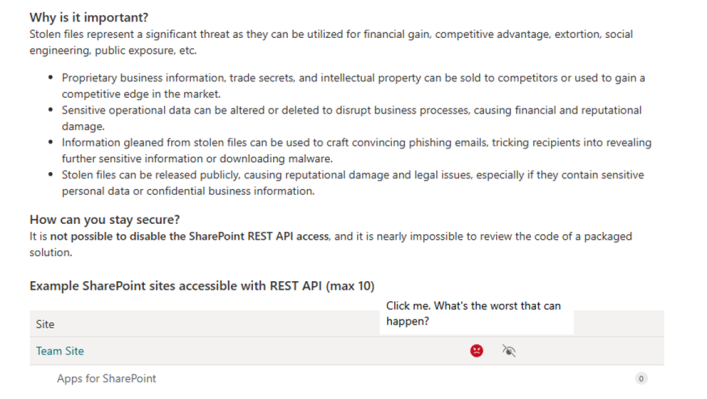 Why is it important?
Stolen files represent a significant threat as they can be utilized for financial gain, competitive advantage, extortion, social
engineering, public exposure, etc.
• Proprietary business information, trade secrets, and intellectual property can be sold to competitors or used to gain a
competitive edge in the market.
• Sensitive operational data can be altered or deleted to disrupt business processes, causing financial and reputational
damage.
• Information gleaned from stolen files can be used to craft convincing phishing emails, tricking recipients into revealing
further sensitive information or downloading malware.
• Stolen files can be released publicly, causing reputational damage and legal issues, especially if they contain sensitive
personal data or confidential business information.
How can you stay secure?
It is not possible to disable the SharePoint REST API access, and it is nearly impossible to review the code of a packaged
solution.
Example SharePoint sites accessible with REST API (max 10)
Click me. What's the worst that can
happen?
Site
Team Site
Apps for SharePoint 0